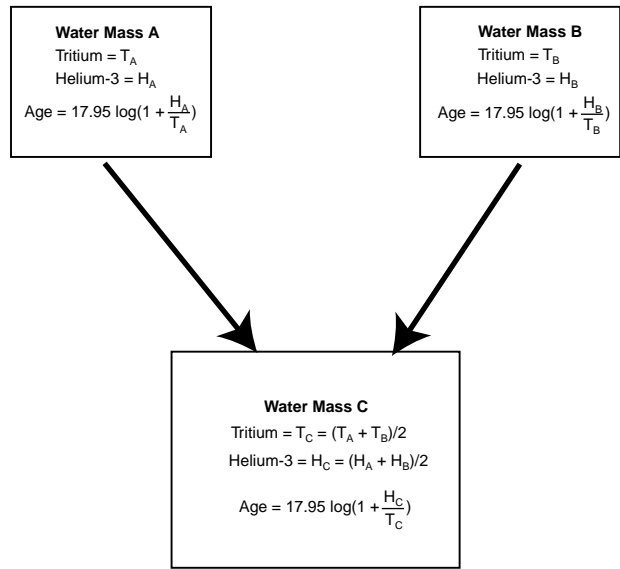 Water Mass A
Tritium = T_A
Helium-3 = H_A
Age = 17.95 log(1 + H_A/T_A)
Water Mass B
Tritium = T_B
Helium-3 = H_B
Age = 17.95 log(1 + H_B/T_B)
Water Mass C
Tritium = T_C = (T_A + T_B)/2
Helium-3 = H_C = (H_A + H_B)/2
Age = 17.95 log(1 + H_C/T_C)